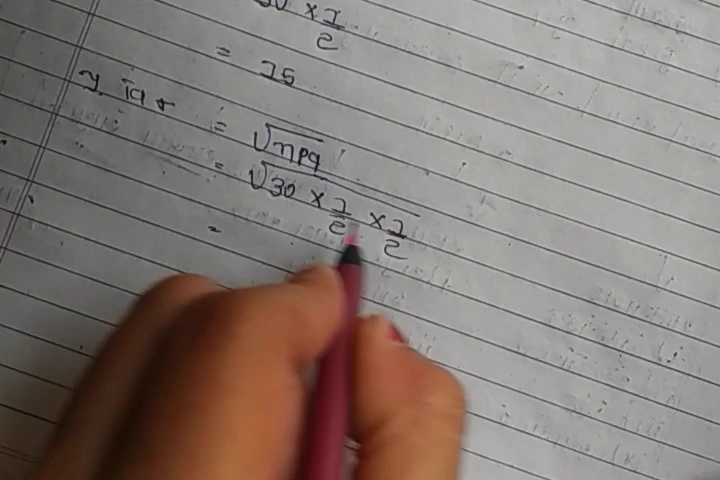 30 × 1/2
= 15
= √npq
= √30 × 1/2 × 1/2
=